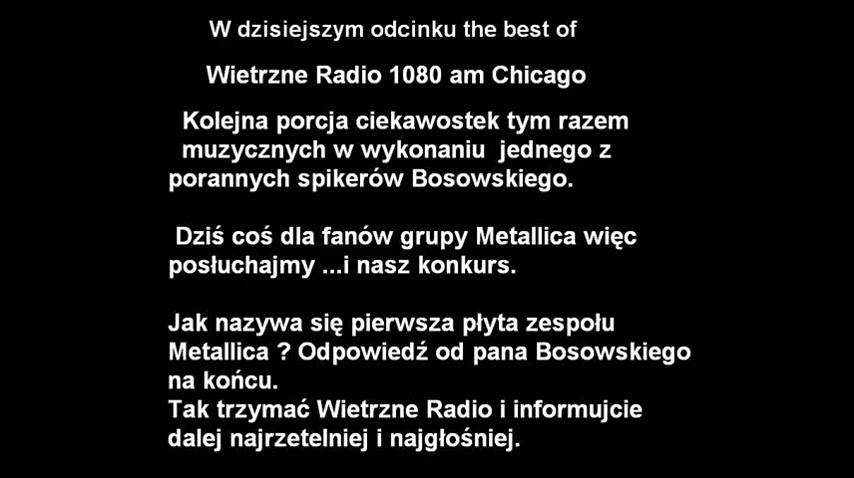 W dzisiejszym odcinku the best of
Wietrzne Radio 1080 am Chicago
Kolejna porcja ciekawostek tym razem
muzycznych w wykonaniu jednego z
porannych spikerów Bosowskiego.
Dziś coś dla fanów grupy Metallica więc
posłuchajmy ...i nasz konkurs.
Jak nazywa się pierwsza płyta zespołu
Metallica ? Odpowiedź od pana Bosowskiego
na końcu.
Tak trzymać Wietrzne Radio i informujcie
dalej najrzetelniej i najgłośniej.